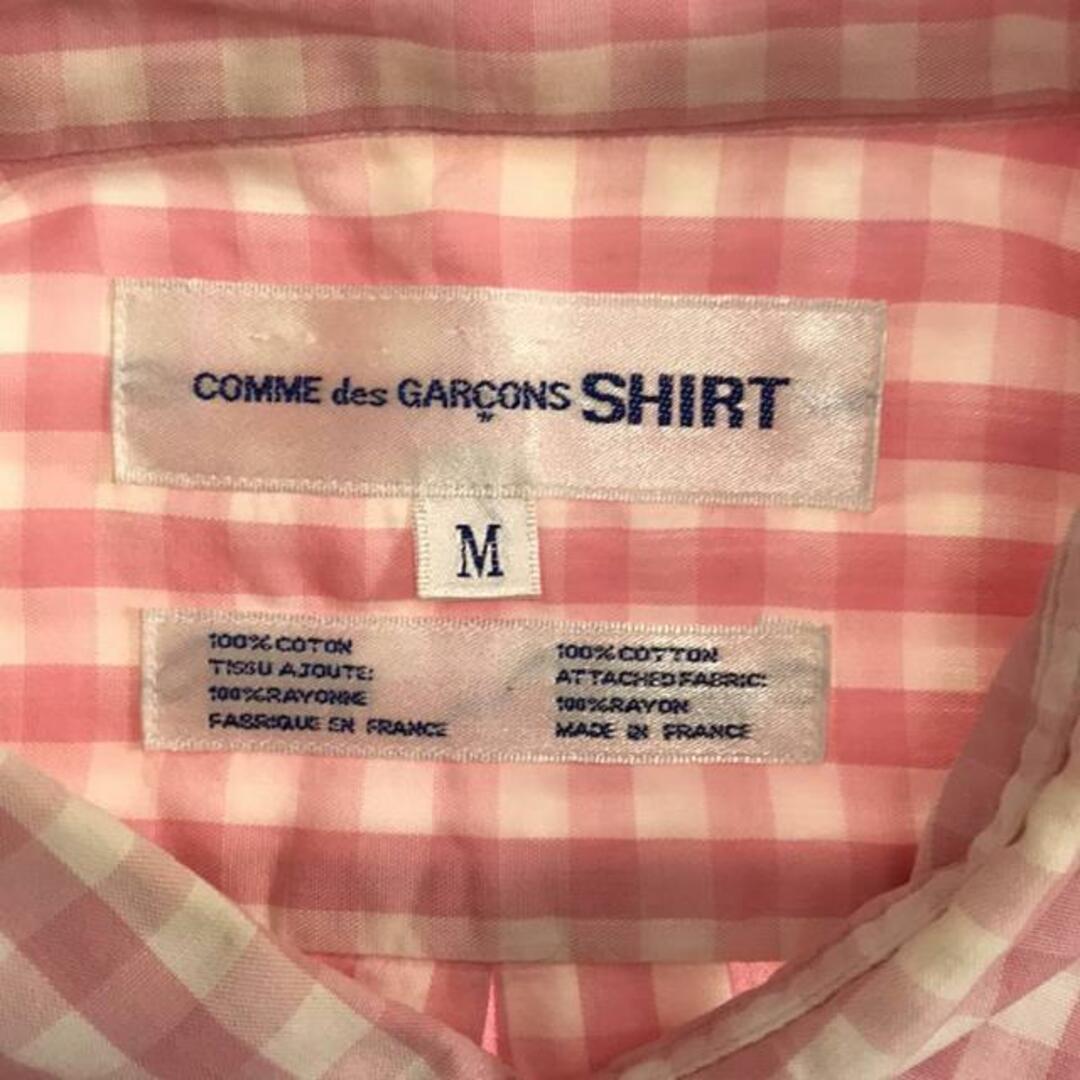 COMME des GARÇONS SHIRT
M
100% COTON
TISSU AJOUTE:
100% RAYONNE
FABRIQUE EN FRANCE
100% COTTON
ATTACHED FABRIC:
100% RAYON
MADE IN FRANCE